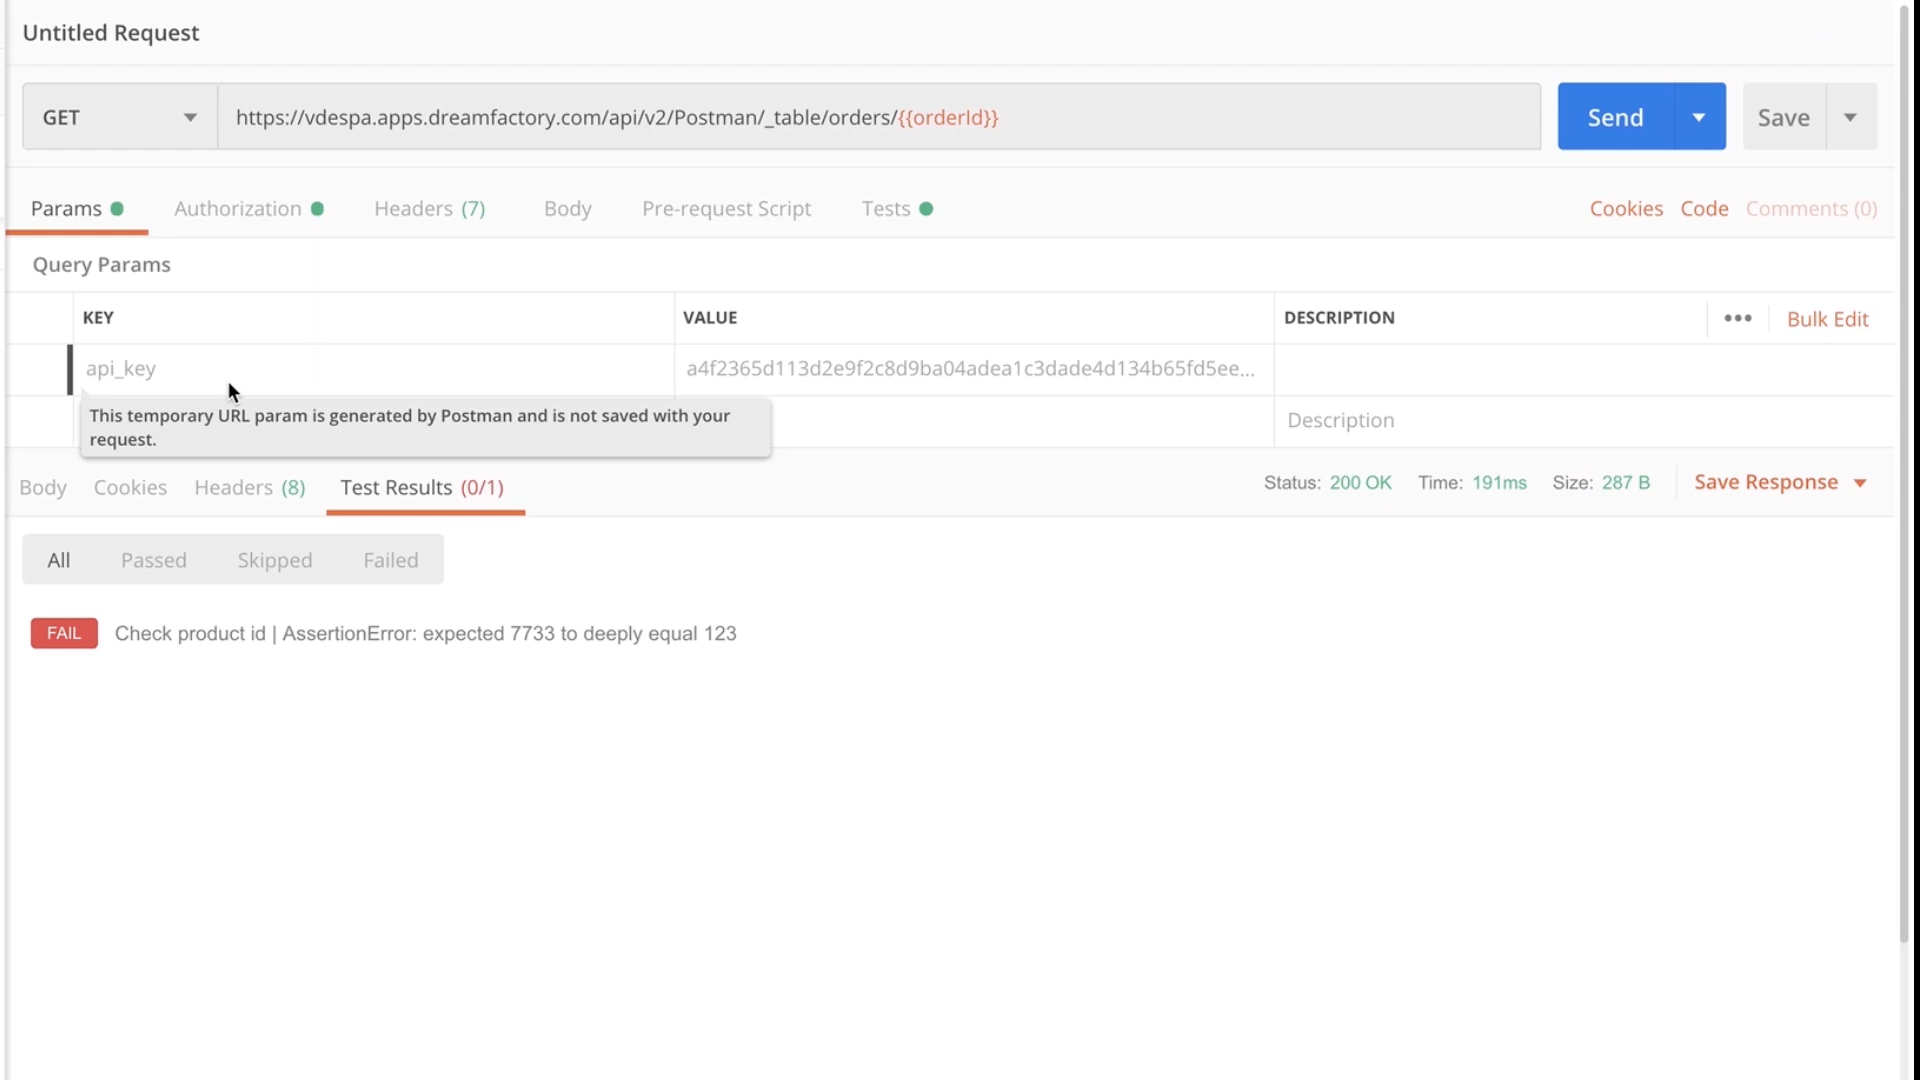 Untitled Request
GET https://vdespa.apps.dreamfactory.com/api/v2/Postman/_table/orders/{{orderId}} Send Save
Params Authorization Headers (7) Body Pre-request Script Tests Cookies Code Comments (0)
Query Params
KEY VALUE DESCRIPTION ••• Bulk Edit
api_key a4f2365d113d2e9f2c8d9ba04adea1c3dade4d134b65fd5ee...
This temporary URL param is generated by Postman and is not saved with your
request.
Description
Body Cookies Headers (8) Test Results (0/1) Status: 200 OK Time: 191ms Size: 287 B Save Response
All Passed Skipped Failed
FAIL Check product id | AssertionError: expected 7733 to deeply equal 123